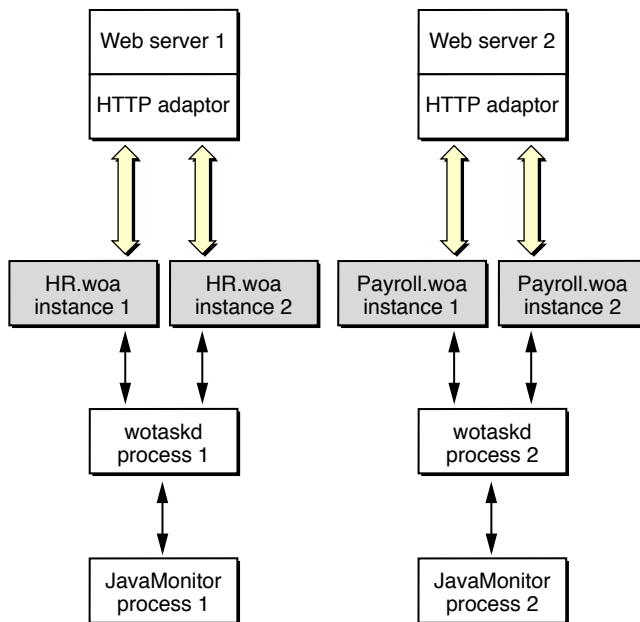 Web server 1
HTTP adaptor
HR.woa
instance 1
HR.woa
instance 2
wotaskd
process 1
JavaMonitor
process 1
Web server 2
HTTP adaptor
Payroll.woa
instance 1
Payroll.woa
instance 2
wotaskd
process 2
JavaMonitor
process 2